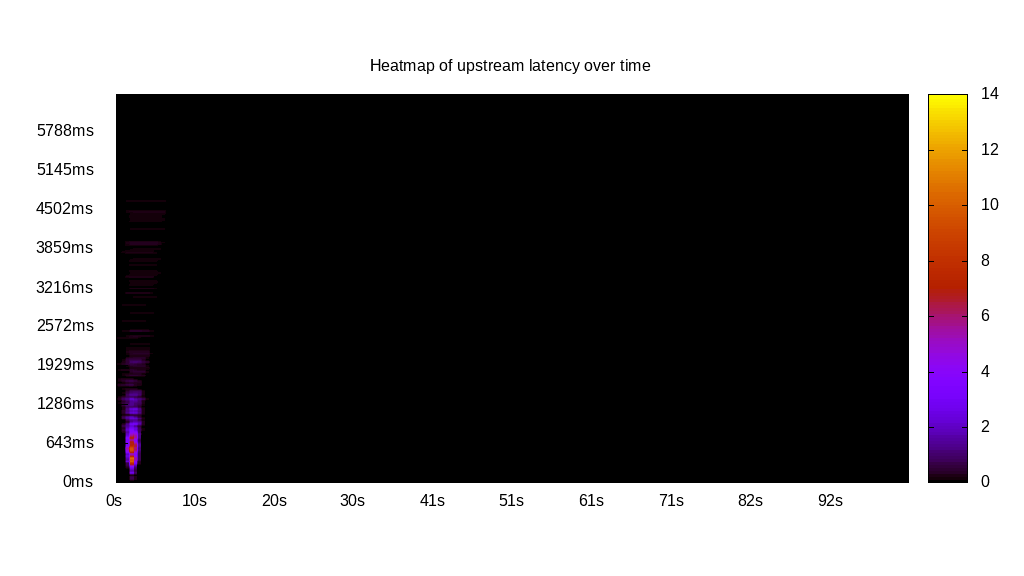 Heatmap of upstream latency over time
5788ms
5145ms
4502ms
3859ms
3216ms
2572ms
1929ms
1286ms
643ms
0ms
0s 10s 20s 30s 41s 51s 61s 71s 82s 92s
14
12
10
8
6
4
2
0